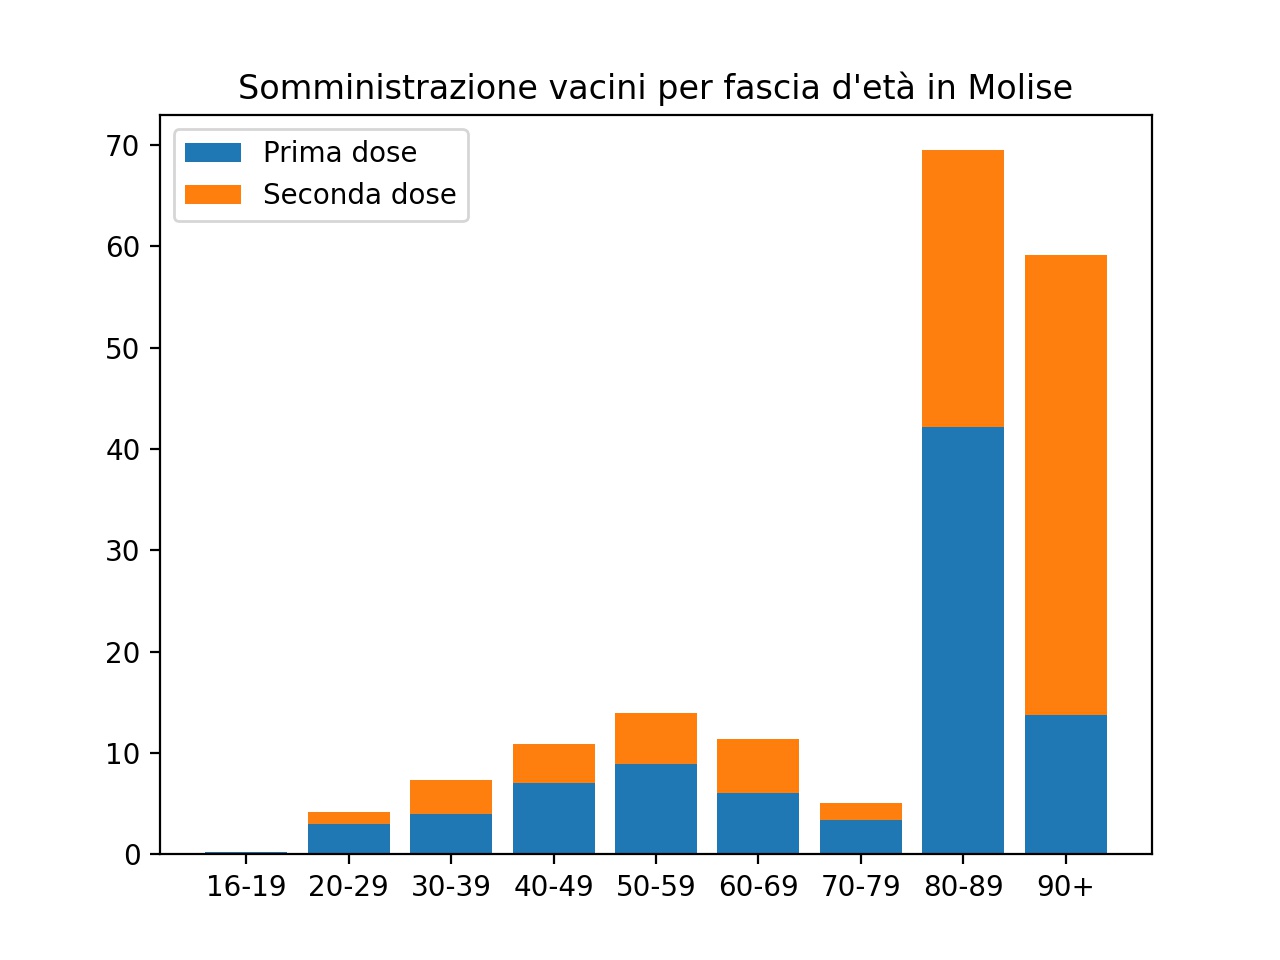 Somministrazione vacini per fascia d'età in Molise
Prima dose
Seconda dose
70
60
50
40
30
20
10
0
16-19 20-29 30-39 40-49 50-59 60-69 70-79 80-89 90+